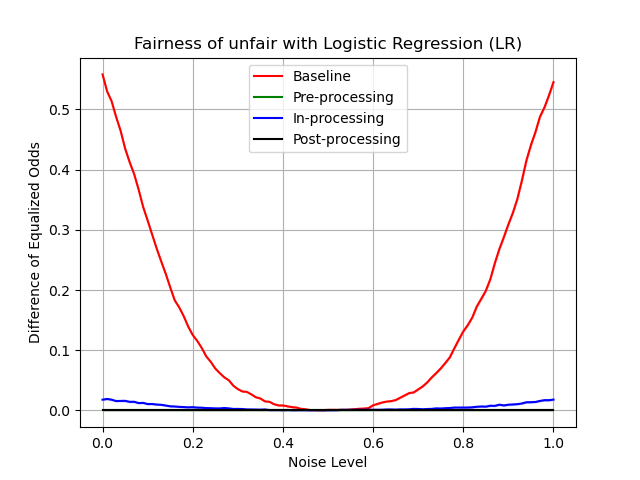 Fairness of unfair with Logistic Regression (LR)
Baseline
Pre-processing
In-processing
Post-processing
Difference of Equalized Odds
0.5
0.4
0.3
0.2
0.1
0.0
0.0 0.2 0.4 0.6 0.8 1.0
Noise Level